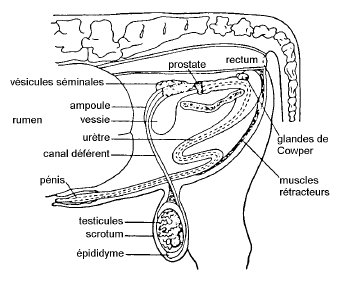 rectum
prostate
vésicules séminales
ampoule
vessie
rumen
urètre
canal déférent
glandes de
Cowper
pénis
muscles
rétracteurs
testicules
scrotum
épididyme